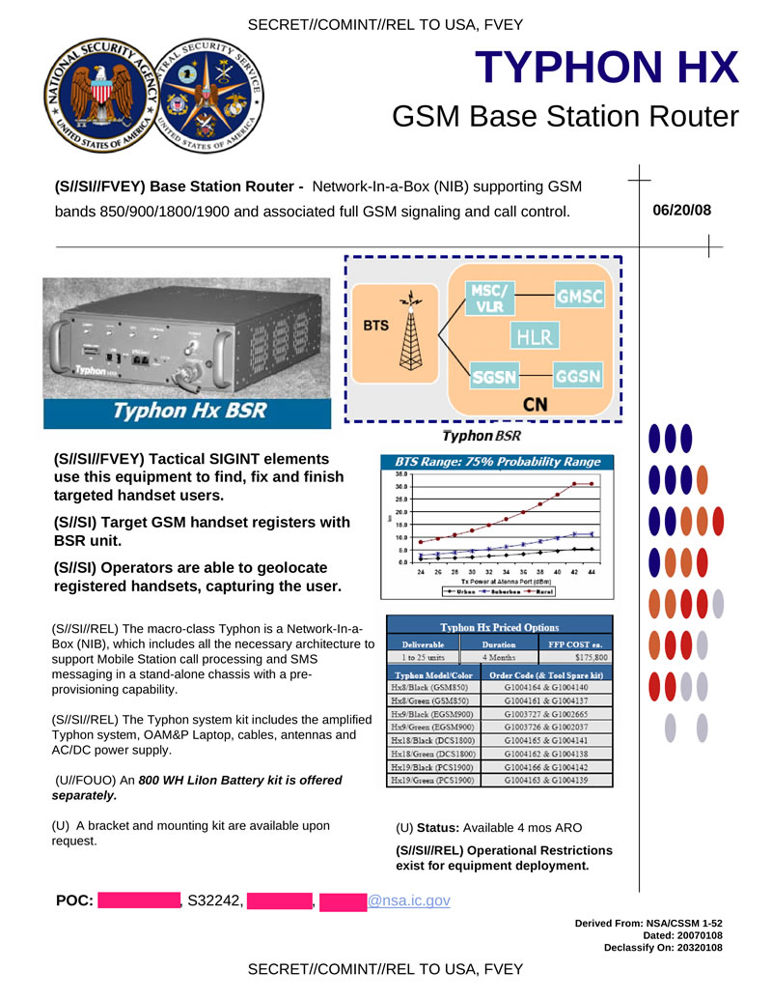 SECRET//COMINT//REL TO USA, FVEY
NATIONAL SECURITY AGENCY
UNITED STATES OF AMERICA
CENTRAL SECURITY SERVICE
UNITED STATES OF AMERICA
TYPHON HX
GSM Base Station Router
(S//SI//FVEY) Base Station Router - Network-In-a-Box (NIB) supporting GSM
bands 850/900/1800/1900 and associated full GSM signaling and call control.
06/20/08
Typhon
Typhon Hx BSR
BTS
MSC/
VLR
GMSC
HLR
SGSN
GGSN
CN
Typhon BSR
(S//SI//FVEY) Tactical SIGINT elements
use this equipment to find, fix and finish
targeted handset users.
(S//SI) Target GSM handset registers with
BSR unit.
(S//SI) Operators are able to geolocate
registered handsets, capturing the user.
BTS Range: 75% Probability Range
35.0
30.0
25.0
20.0
15.0
10.0
5.0
0.0
km
24 26 28 30 32 34 36 38 40 42 44
Tx Power at Atenna Port (dBm)
Urban Suburban Rural
(S//SI//REL) The macro-class Typhon is a Network-In-a-
Box (NIB), which includes all the necessary architecture to
support Mobile Station call processing and SMS
messaging in a stand-alone chassis with a pre-
provisioning capability.
(S//SI//REL) The Typhon system kit includes the amplified
Typhon system, OAM&P Laptop, cables, antennas and
AC/DC power supply.
(U//FOUO) An 800 WH LiIon Battery kit is offered
separately.
(U) A bracket and mounting kit are available upon
request.
Typhon Hx Priced Options
Deliverable Duration FFP COST ea.
1 to 25 units 4 Months $175,800
Typhon Model/Color Order Code (& Tool Spare kit)
Hx8/Black (GSM850) G1004164 & G1004140
Hx8/Green (GSM850) G1004161 & G1004137
Hx9/Black (EGSM900) G1003727 & G1002665
Hx9/Green (EGSM900) G1003726 & G1002037
Hx18/Black (DCS1800) G1004165 & G1004141
Hx18/Green (DCS1800) G1004162 & G1004138
Hx19/Black (PCS1900) G1004166 & G1004142
Hx19/Green (PCS1900) G1004163 & G1004139
(U) Status: Available 4 mos ARO
(S//SI//REL) Operational Restrictions
exist for equipment deployment.
POC: , S32242, , @nsa.ic.gov
Derived From: NSA/CSSM 1-52
Dated: 20070108
Declassify On: 20320108
SECRET//COMINT//REL TO USA, FVEY